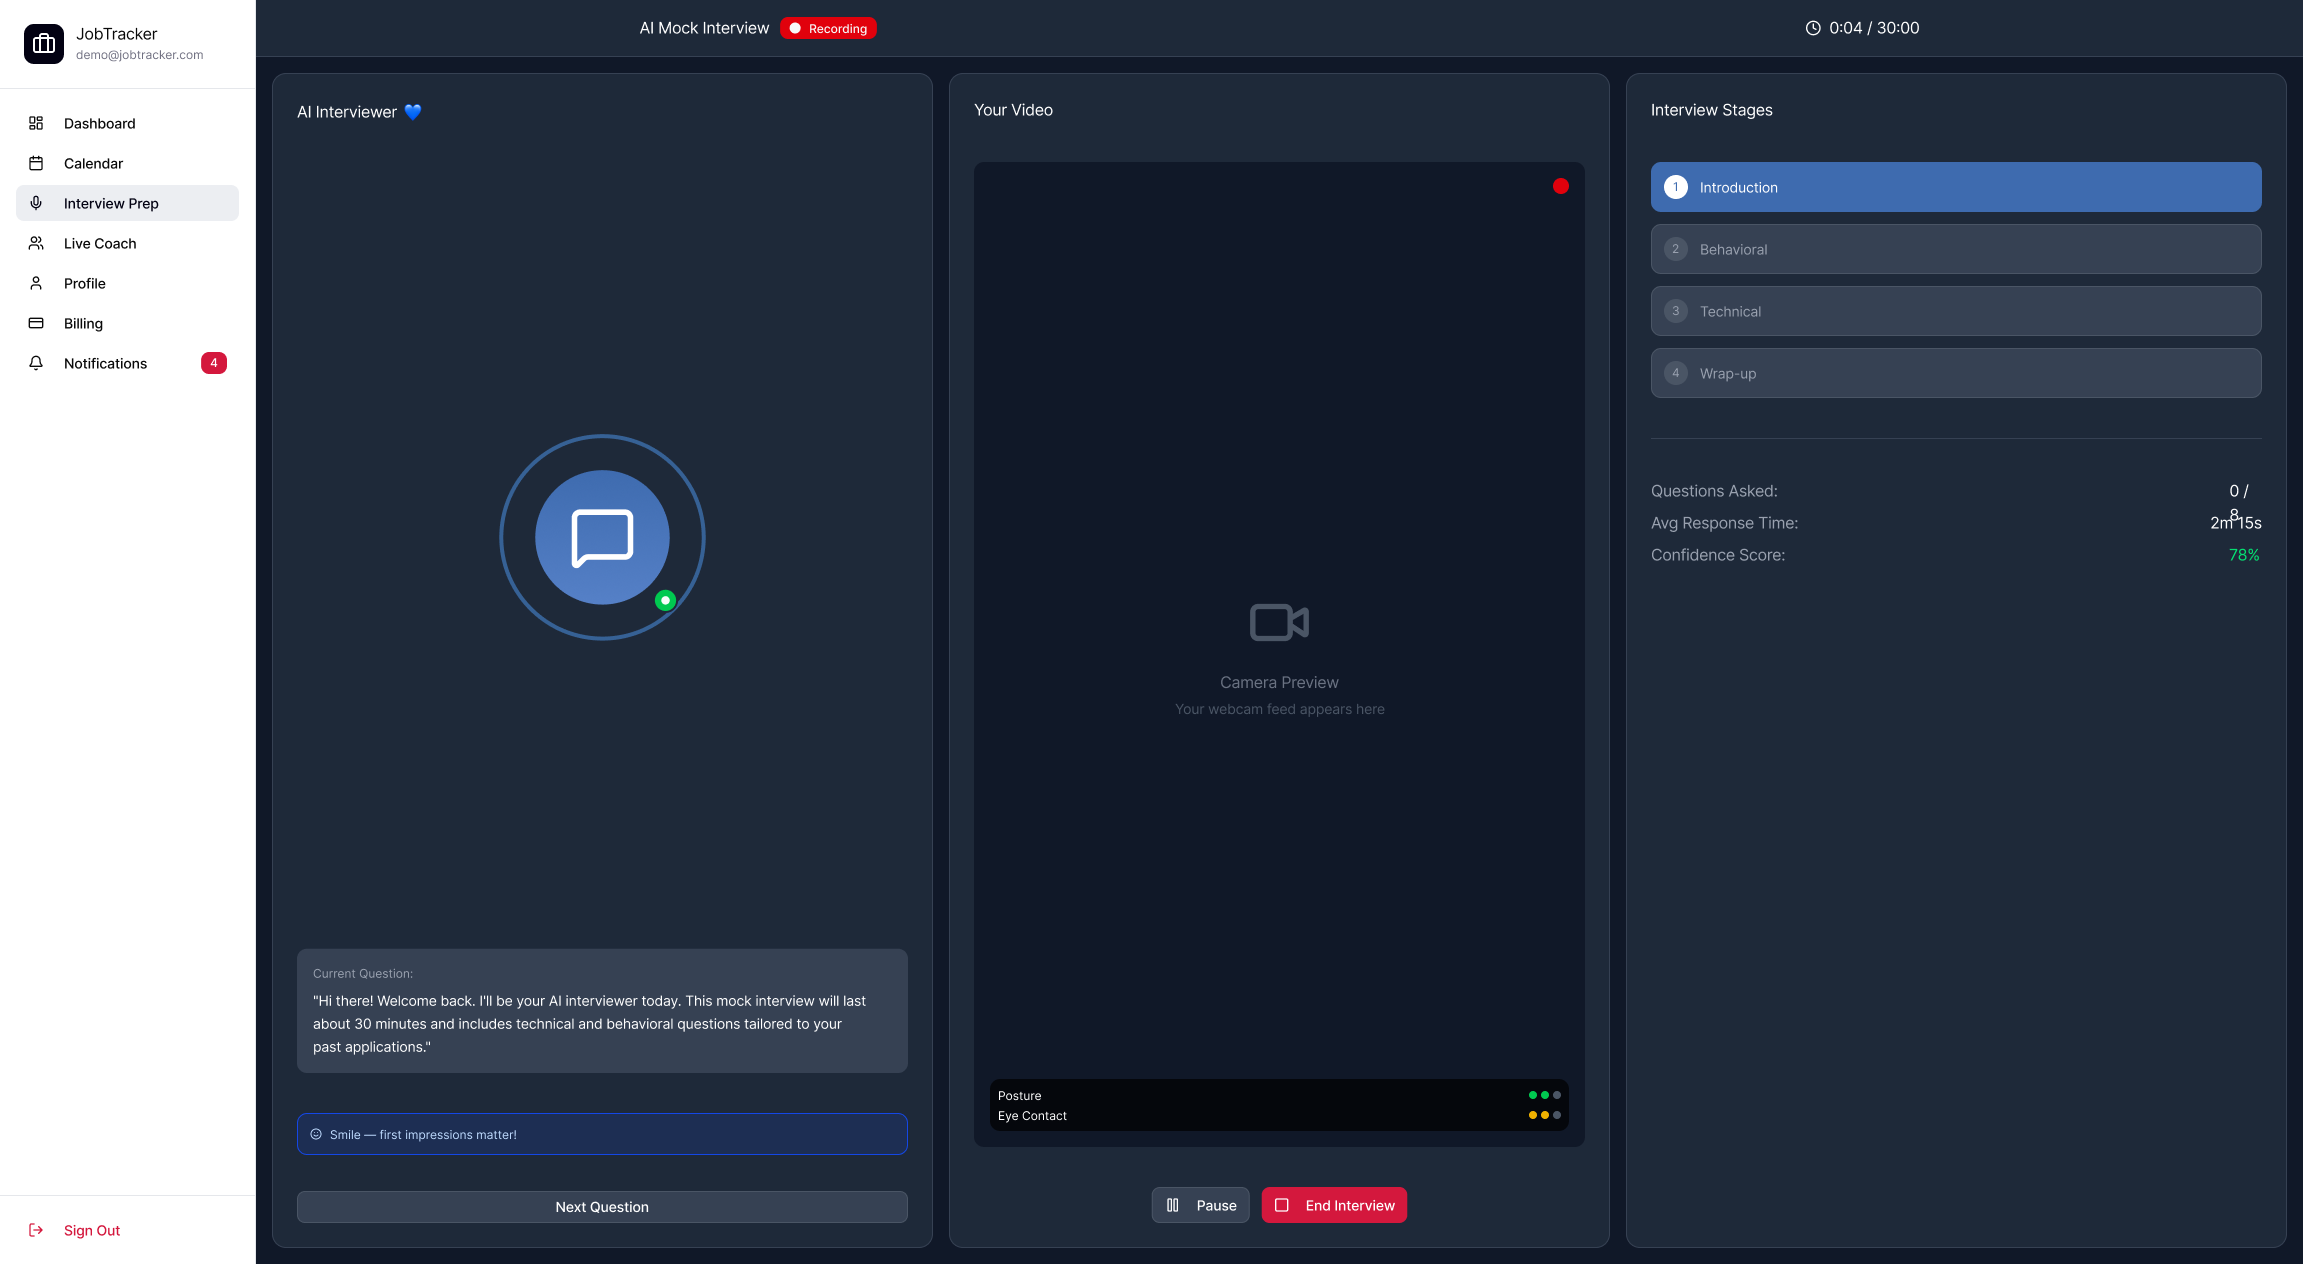 JobTracker
demo@jobtracker.com
Dashboard
Calendar
Interview Prep
Live Coach
Profile
Billing
Notifications 4
Sign Out
AI Mock Interview
Recording
0:04 / 30:00
AI Interviewer 💙
Current Question:
"Hi there! Welcome back. I'll be your AI interviewer today. This mock interview will last
about 30 minutes and includes technical and behavioral questions tailored to your
past applications."
Smile — first impressions matter!
Next Question
Your Video
Camera Preview
Your webcam feed appears here
Posture
Eye Contact
Pause
End Interview
Interview Stages
1 Introduction
2 Behavioral
3 Technical
4 Wrap-up
Questions Asked: 0 /
8
Avg Response Time: 2m 15s
Confidence Score: 78%